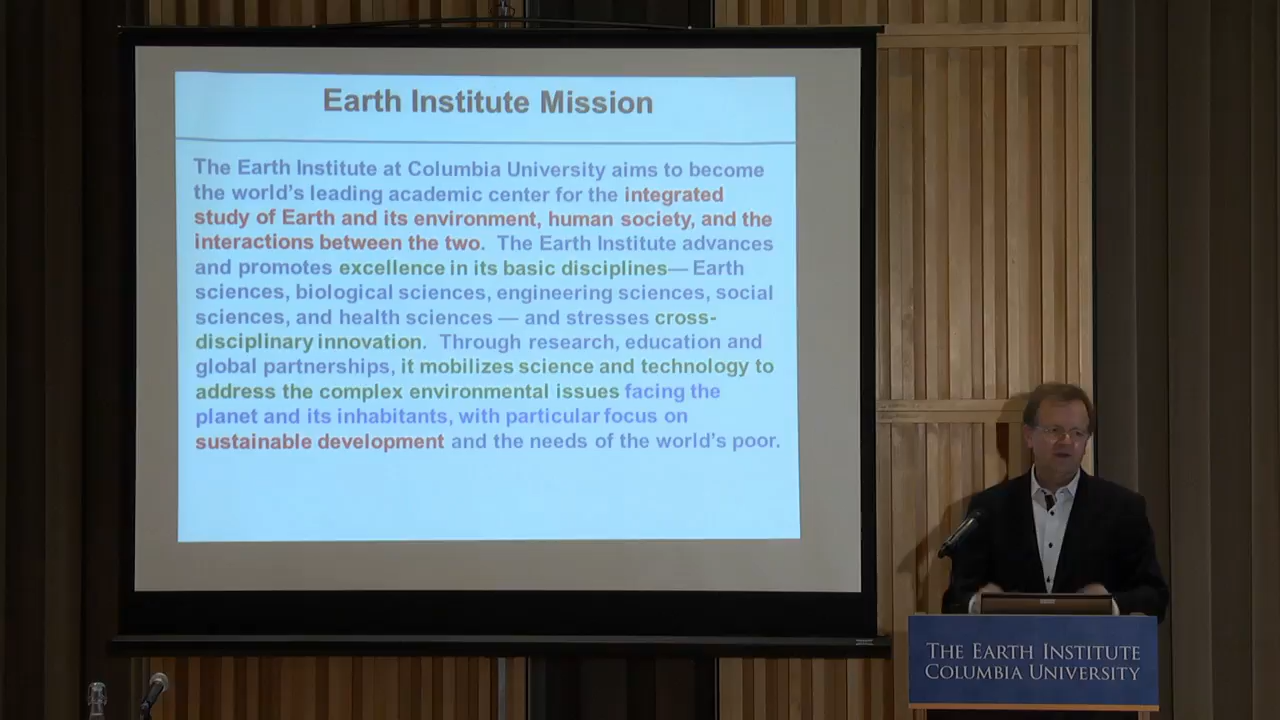 Earth Institute Mission
The Earth Institute at Columbia University aims to become
the world's leading academic center for the integrated
study of Earth and its environment, human society, and the
interactions between the two.  The Earth Institute advances
and promotes excellence in its basic disciplines— Earth
sciences, biological sciences, engineering sciences, social
sciences, and health sciences — and stresses cross-
disciplinary innovation.  Through research, education and
global partnerships, it mobilizes science and technology to
address the complex environmental issues facing the
planet and its inhabitants, with particular focus on
sustainable development and the needs of the world's poor.
THE EARTH INSTITUTE
COLUMBIA UNIVERSITY